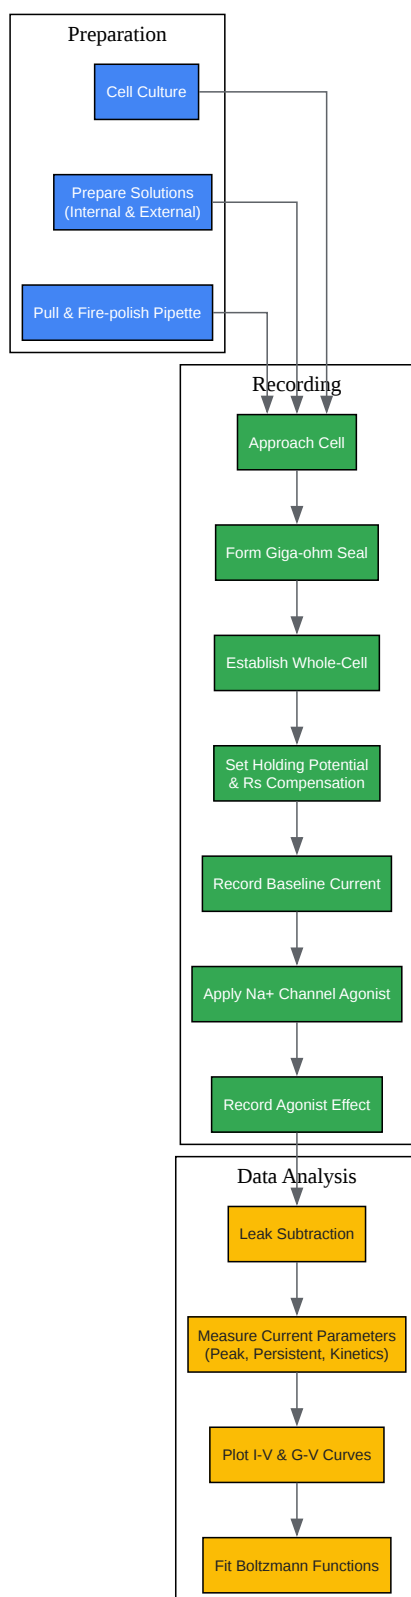 Preparation
Cell Culture
Prepare Solutions
(Internal & External)
Pull & Fire-polish Pipette
Recording
Approach Cell
Form Giga-ohm Seal
Establish Whole-Cell
Set Holding Potential
& Rs Compensation
Record Baseline Current
Apply Na+ Channel Agonist
Record Agonist Effect
Data Analysis
Leak Subtraction
Measure Current Parameters
(Peak, Persistent, Kinetics)
Plot I-V & G-V Curves
Fit Boltzmann Functions